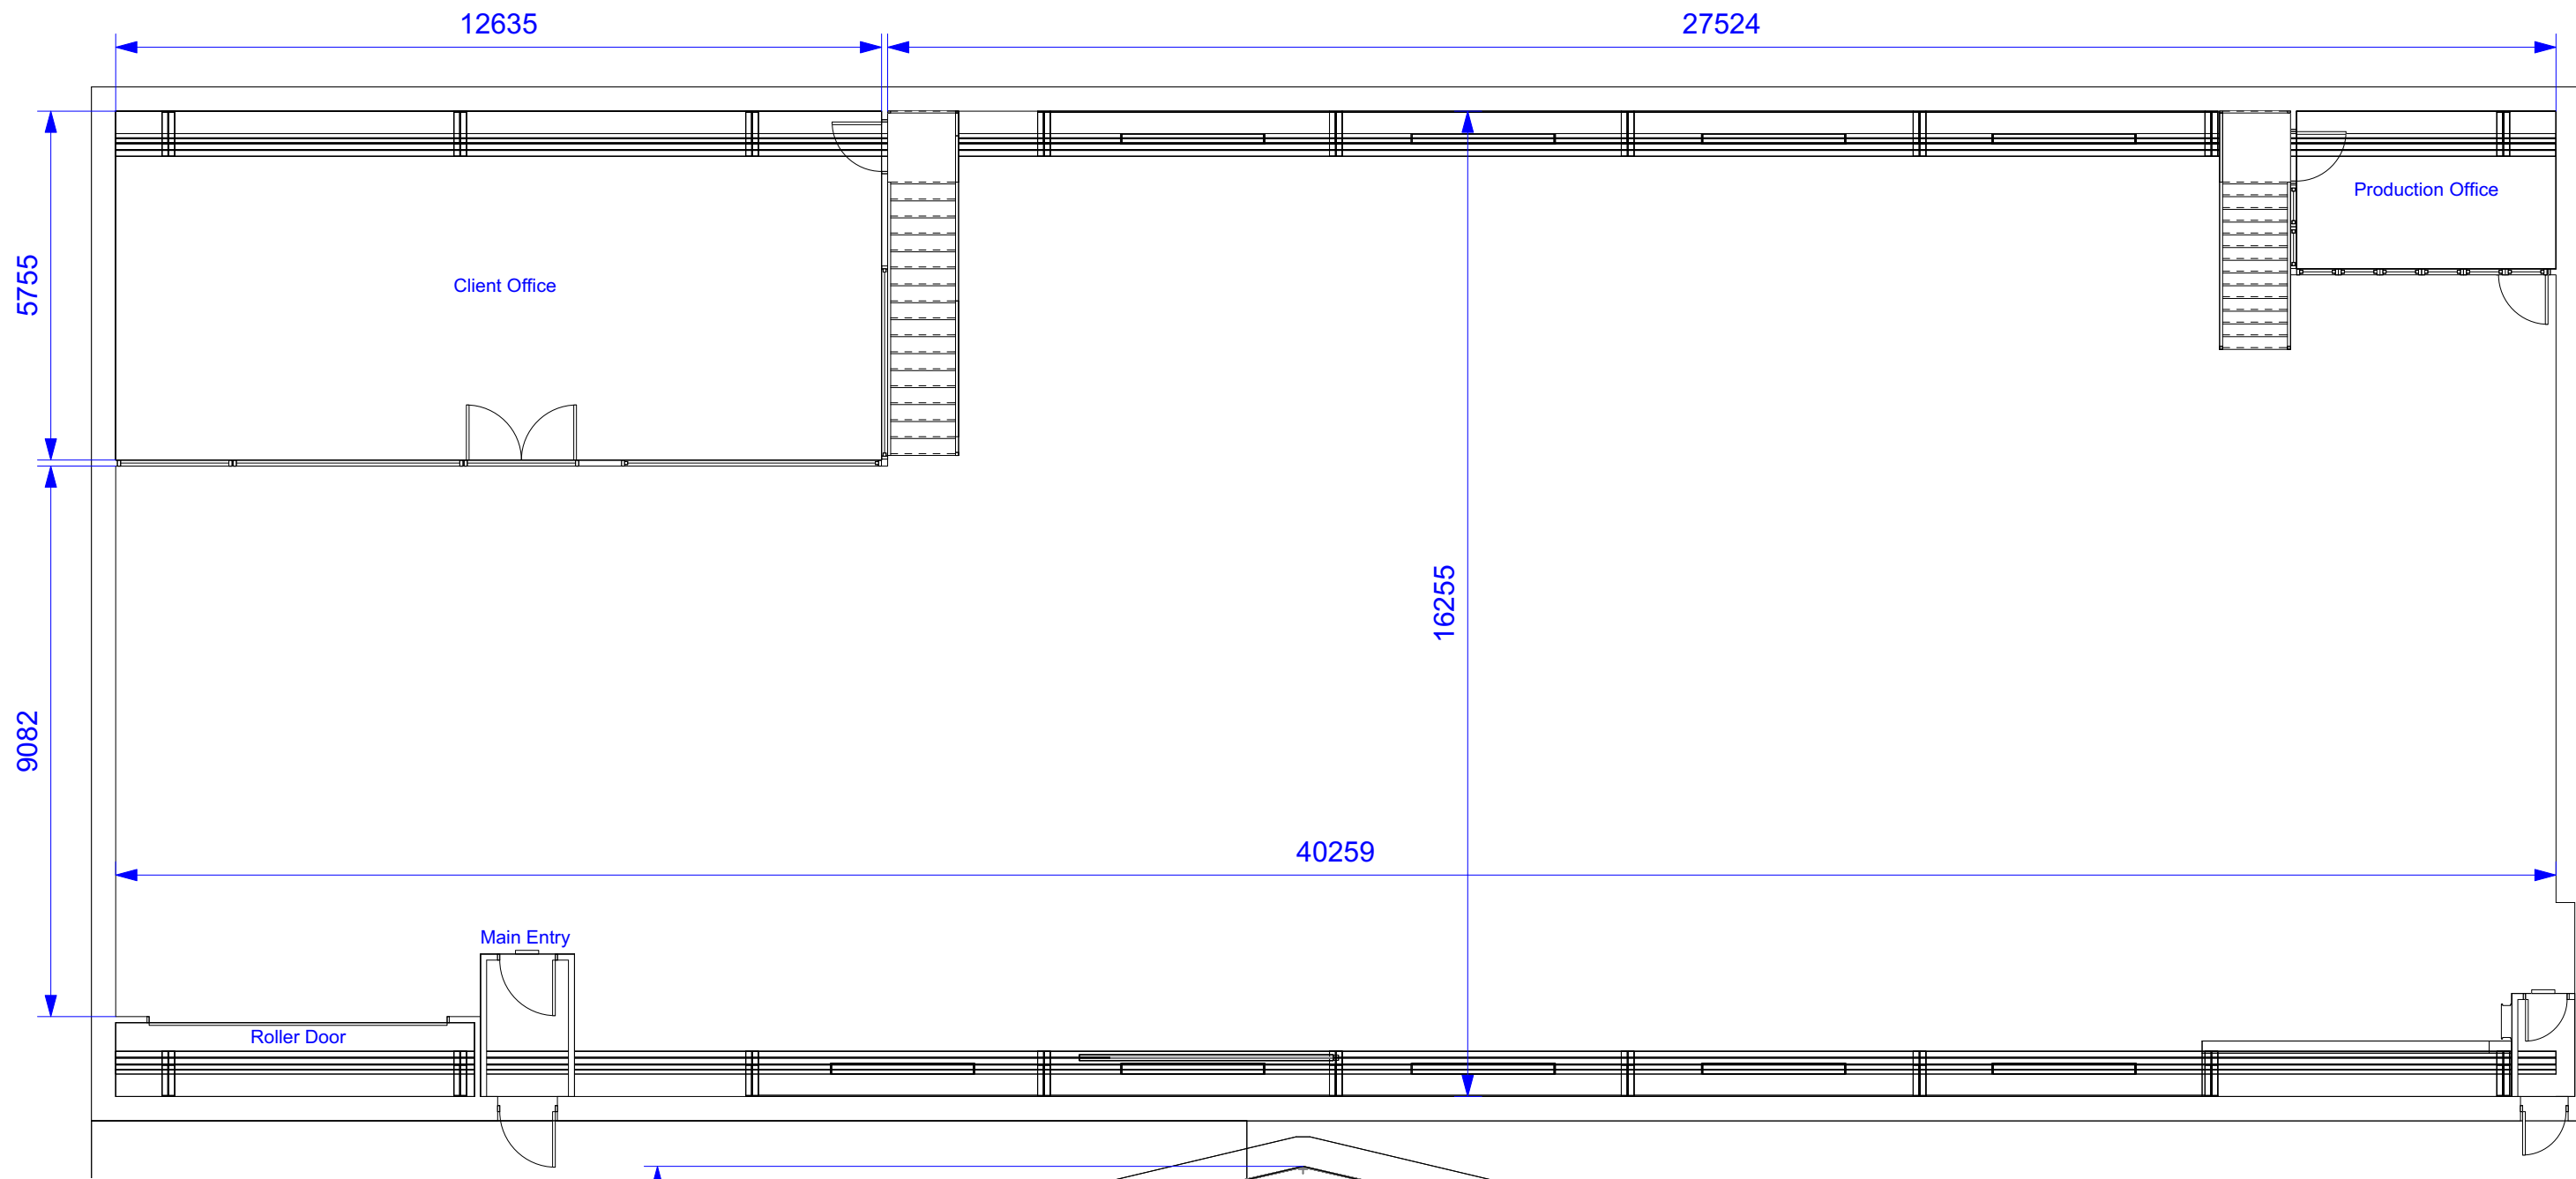 12635
27524
Production Office
Client Office
5755
16255
9082
40259
Main Entry
Roller Door